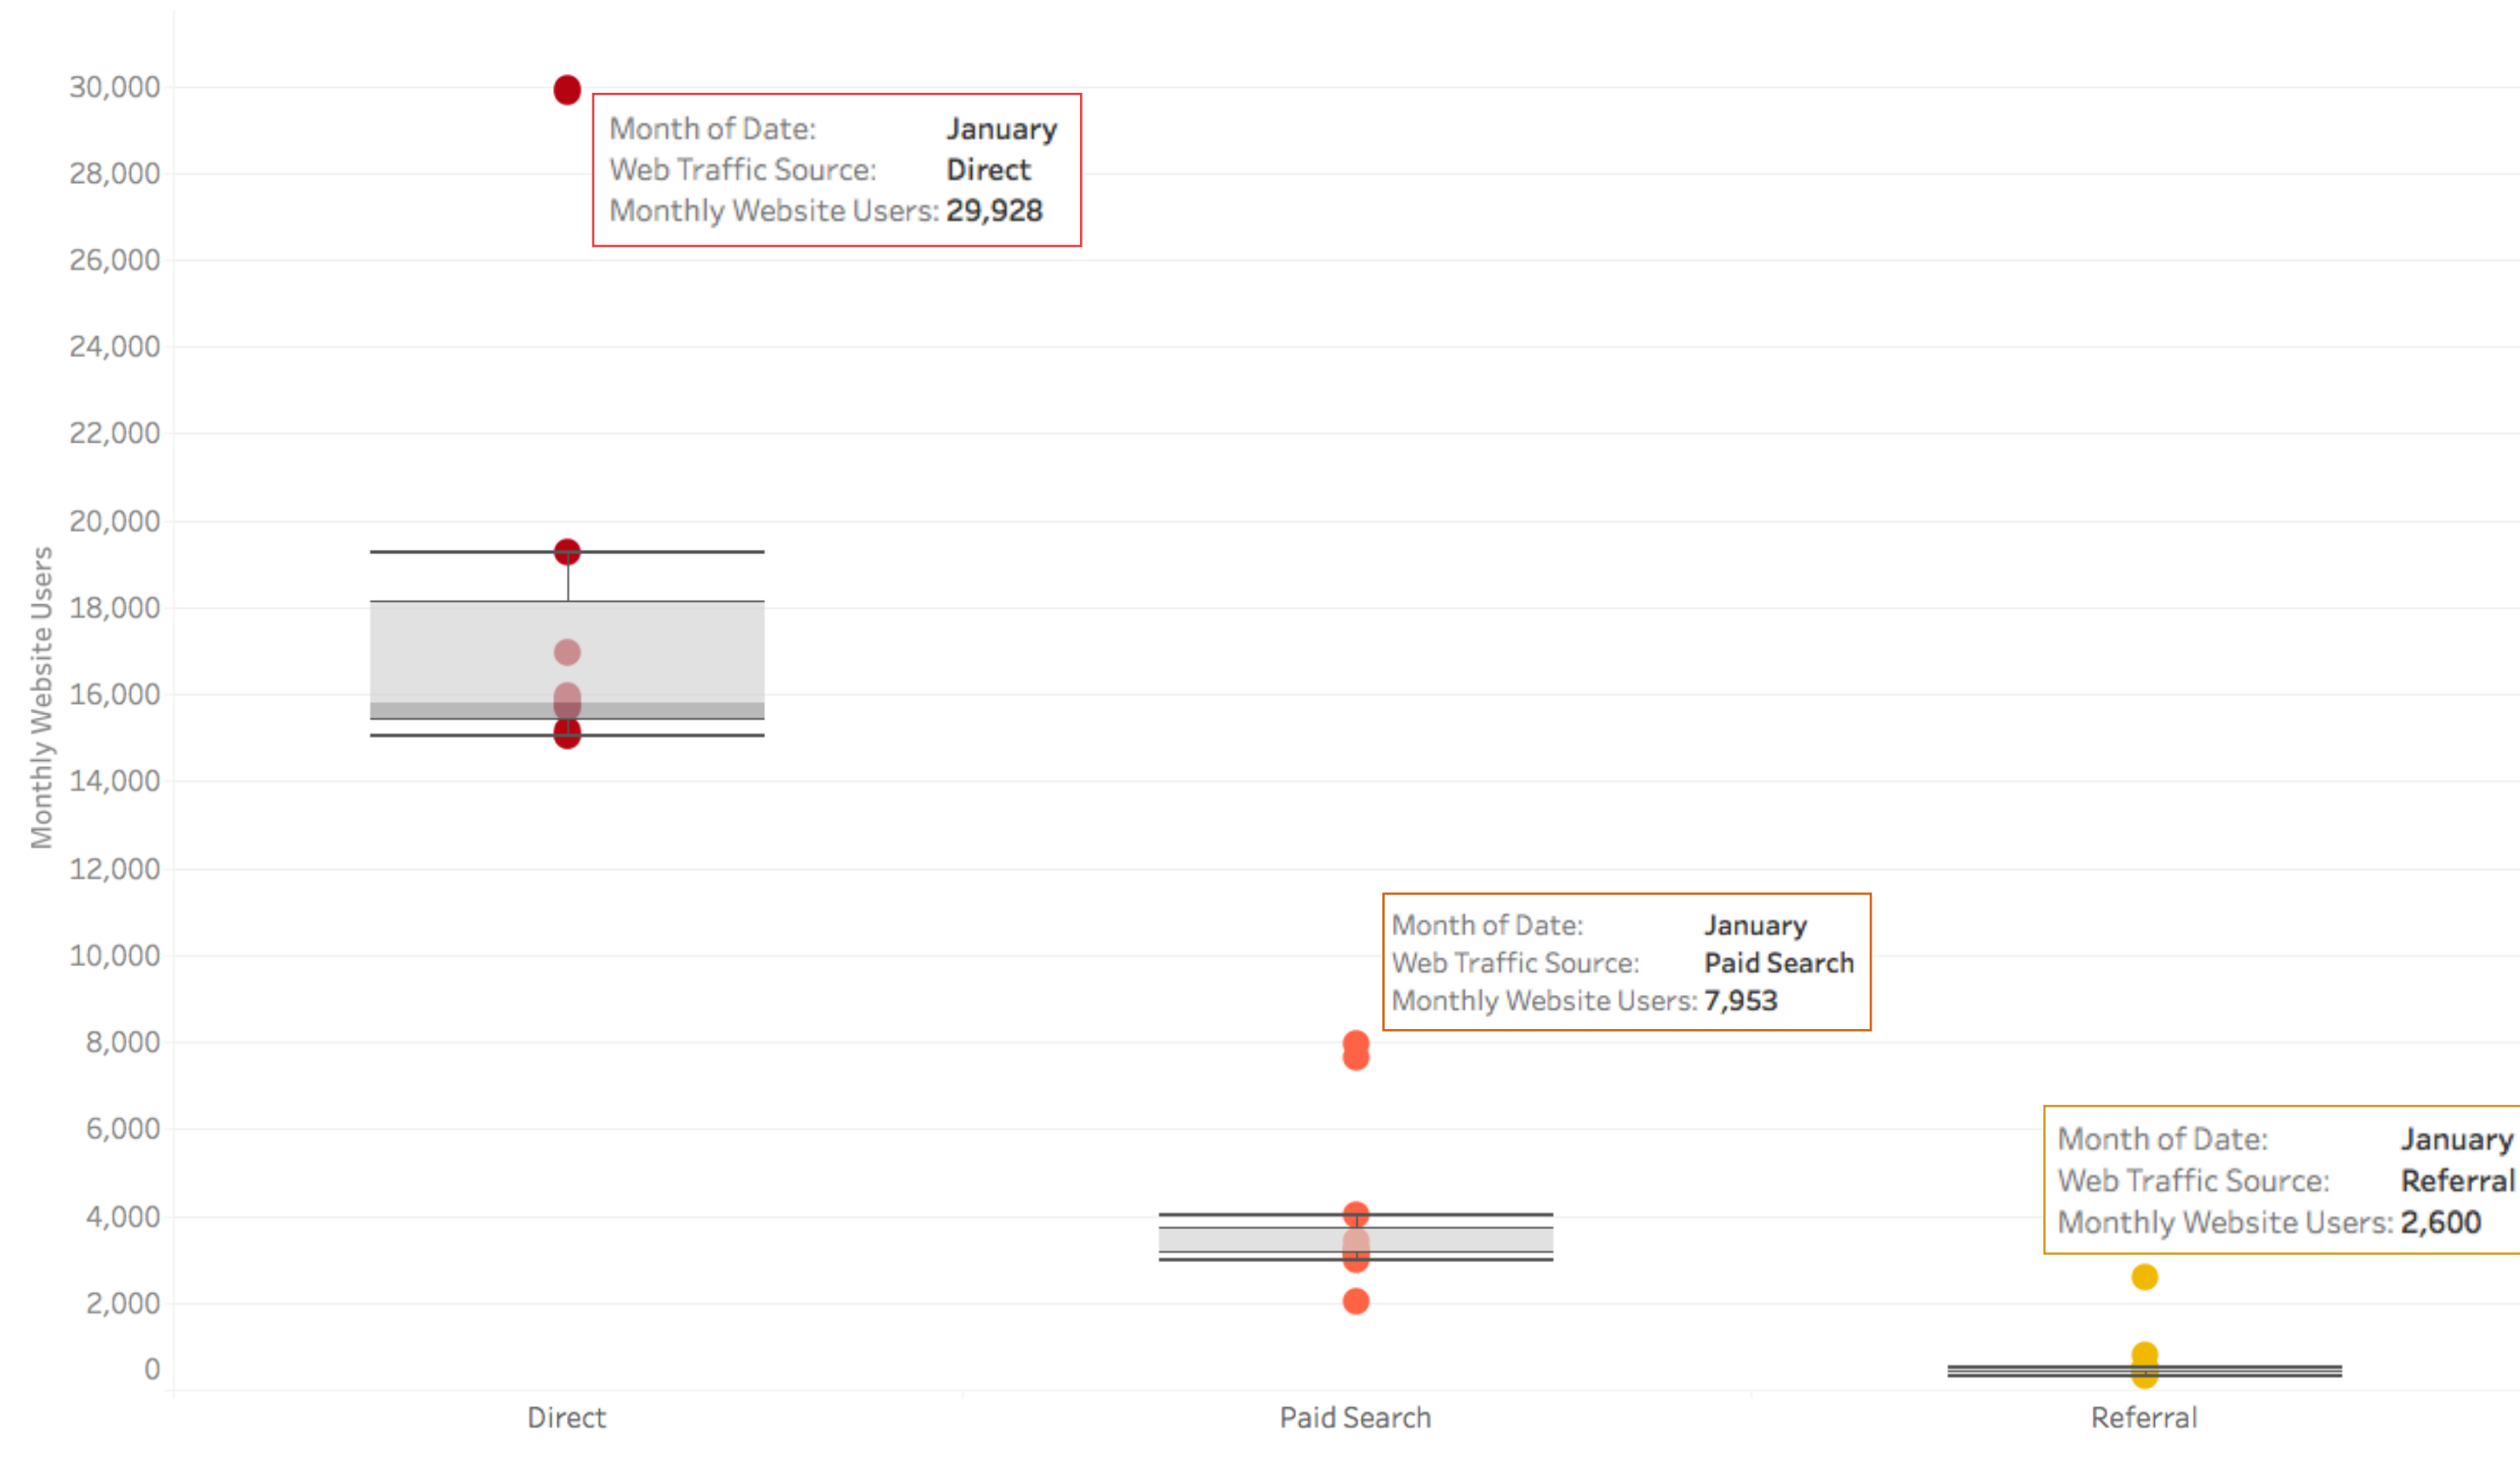 30,000
Month of Date: January
Web Traffic Source: Direct
Monthly Website Users: 29,928
28,000
26,000
24,000
22,000
20,000
18,000
16,000
14,000
12,000
10,000
8,000
6,000
4,000
2,000
0
Monthly Website Users
Month of Date: January
Web Traffic Source: Paid Search
Monthly Website Users: 7,953
Month of Date: January
Web Traffic Source: Referral
Monthly Website Users: 2,600
Direct
Paid Search
Referral